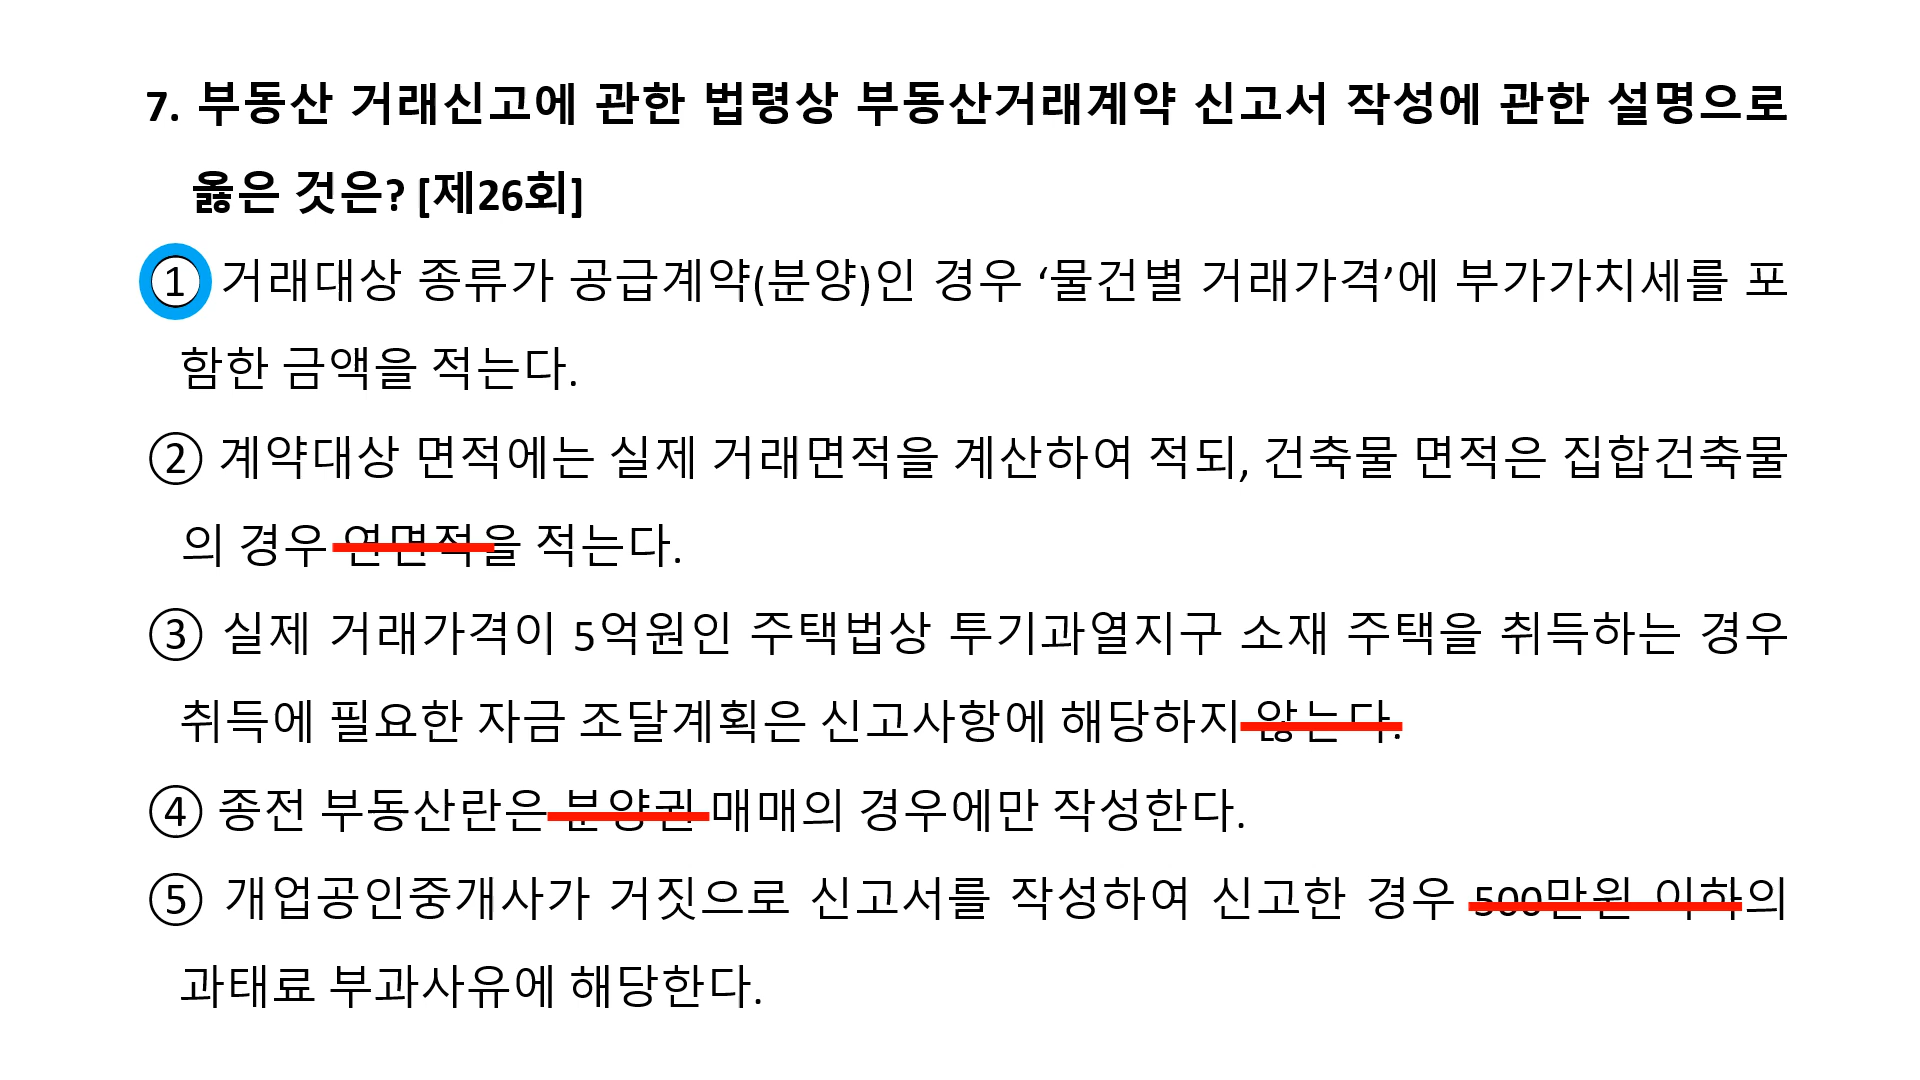 7. 부동산 거래신고에 관한 법령상 부동산거래계약 신고서 작성에 관한 설명으로
옳은 것은? [제26회]
① 거래대상 종류가 공급계약(분양)인 경우 ‘물건별 거래가격’에 부가가치세를 포
함한 금액을 적는다.
② 계약대상 면적에는 실제 거래면적을 계산하여 적되, 건축물 면적은 집합건축물
의 경우 연면적을 적는다.
③ 실제 거래가격이 5억원인 주택법상 투기과열지구 소재 주택을 취득하는 경우
취득에 필요한 자금 조달계획은 신고사항에 해당하지 않는다.
④ 종전 부동산란은 분양권 매매의 경우에만 작성한다.
⑤ 개업공인중개사가 거짓으로 신고서를 작성하여 신고한 경우 500만원 이하의
과태료 부과사유에 해당한다.